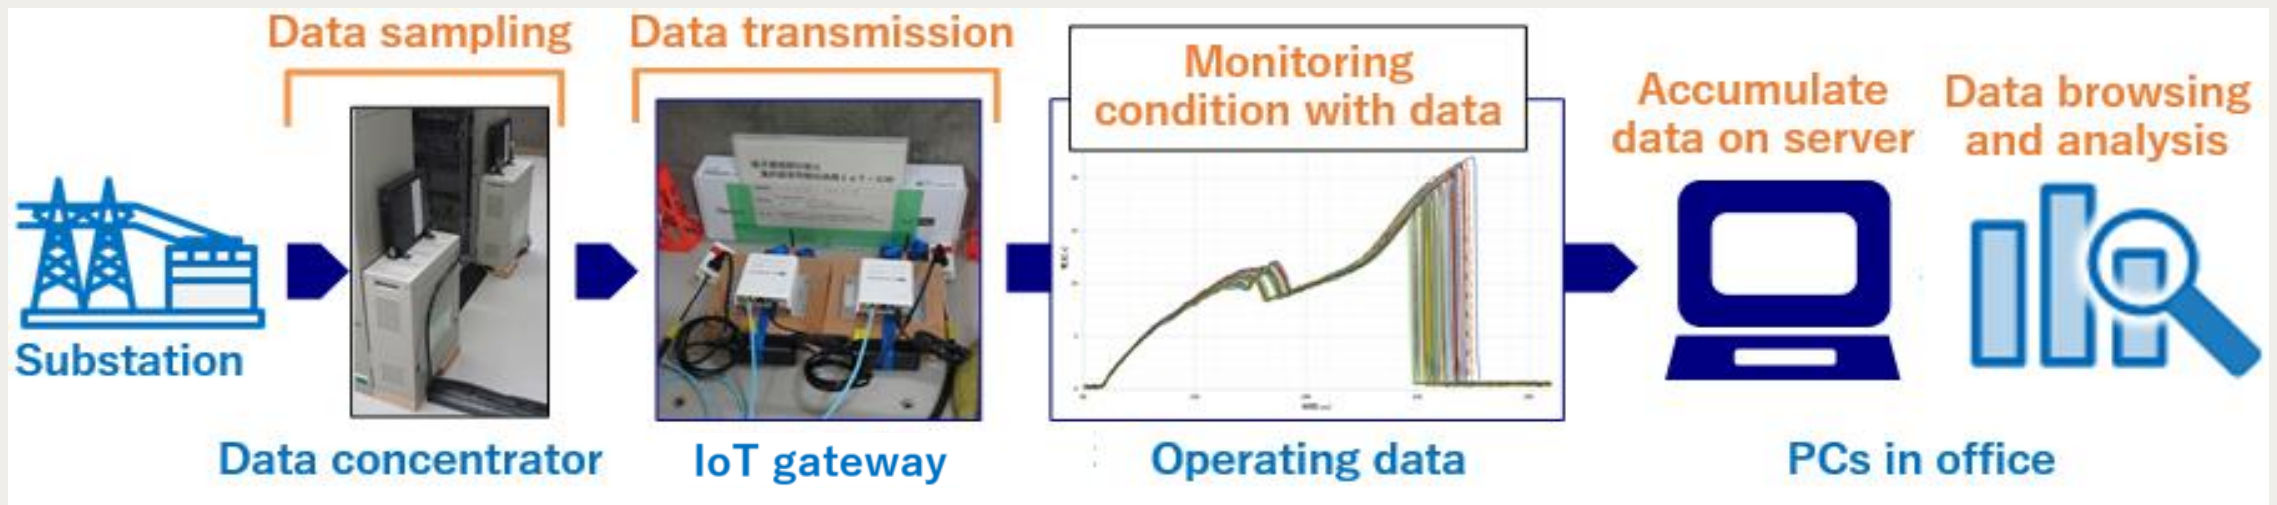 Data sampling
Data transmission
Monitoring
condition with data
Accumulate
data on server
Data browsing
and analysis
Substation
Data concentrator
IoT gateway
Operating data
PCs in office